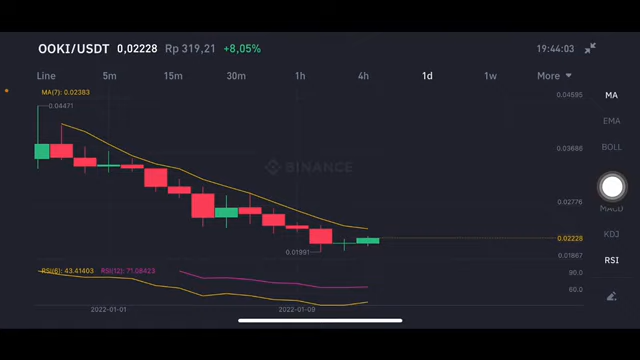 OOKI/USDT 0,02228 Rp 319,21 +8,05% 19:44:03
Line 5m 15m 30m 1h 4h 1d 1w More
MA(7): 0.02383
0.04595
MA
0.04471
EMA
0.03686
BOLL
BINANCE
0.02776
MACD
KDJ
0.02228
0.01991
0.01867
RSI
RSI(6): 43.41403 RSI(12): 71.08423
90.0
60.0
2022-01-01 2022-01-09